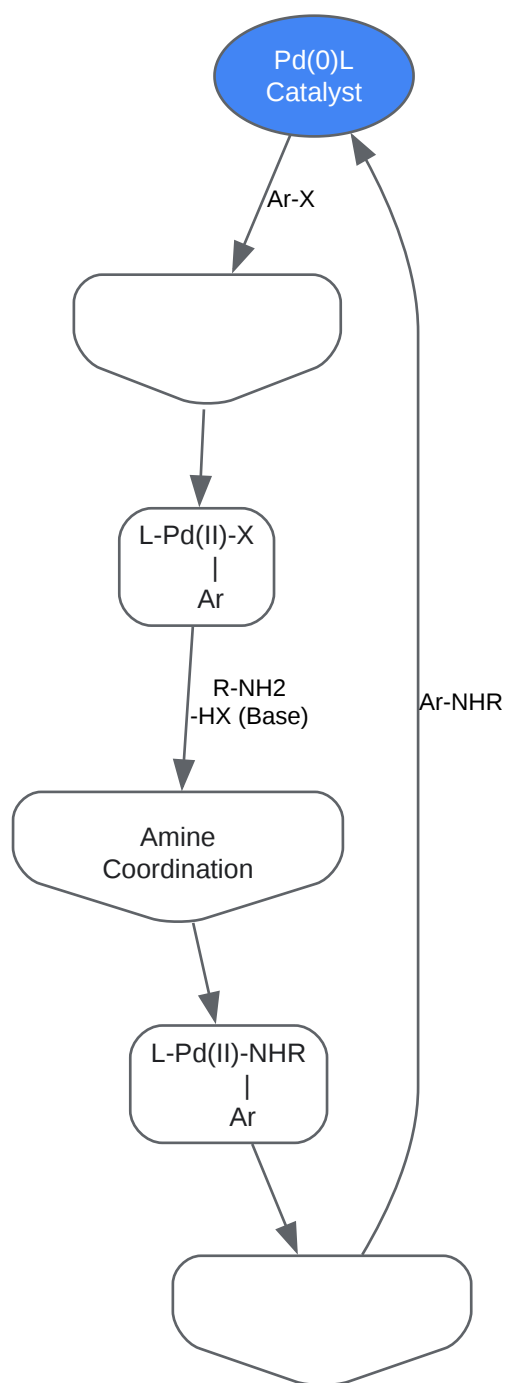 Pd(0)L
Catalyst
Ar-X
L-Pd(II)-X
|
Ar
R-NH2
-HX (Base)
Ar-NHR
Amine
Coordination
L-Pd(II)-NHR
|
Ar